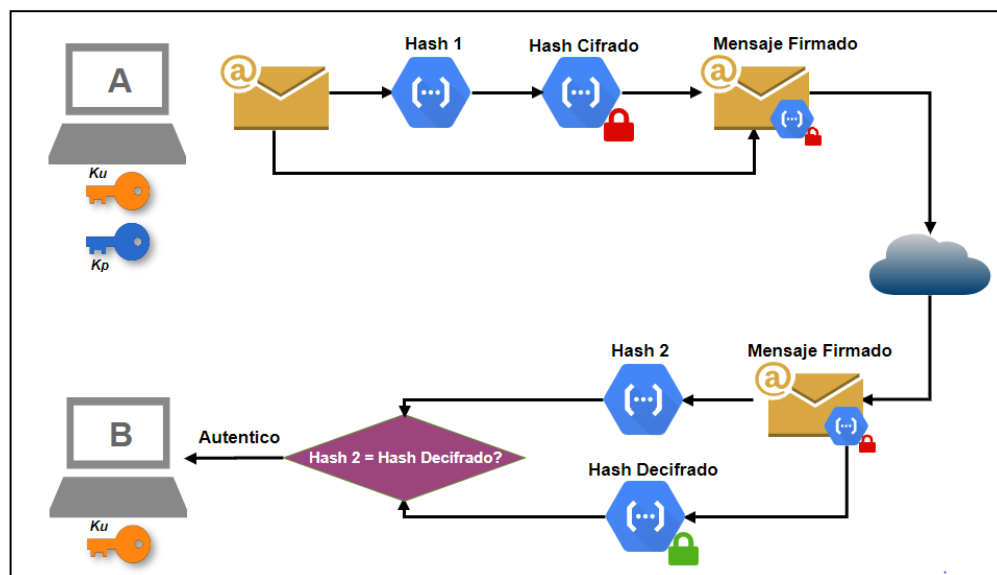 A
Ku
Kp
@
Hash 1
Hash Cifrado
Mensaje Firmado
@
Hash 2
Mensaje Firmado
@
Hash Decifrado
Hash 2 = Hash Decifrado?
Autentico
B
Ku